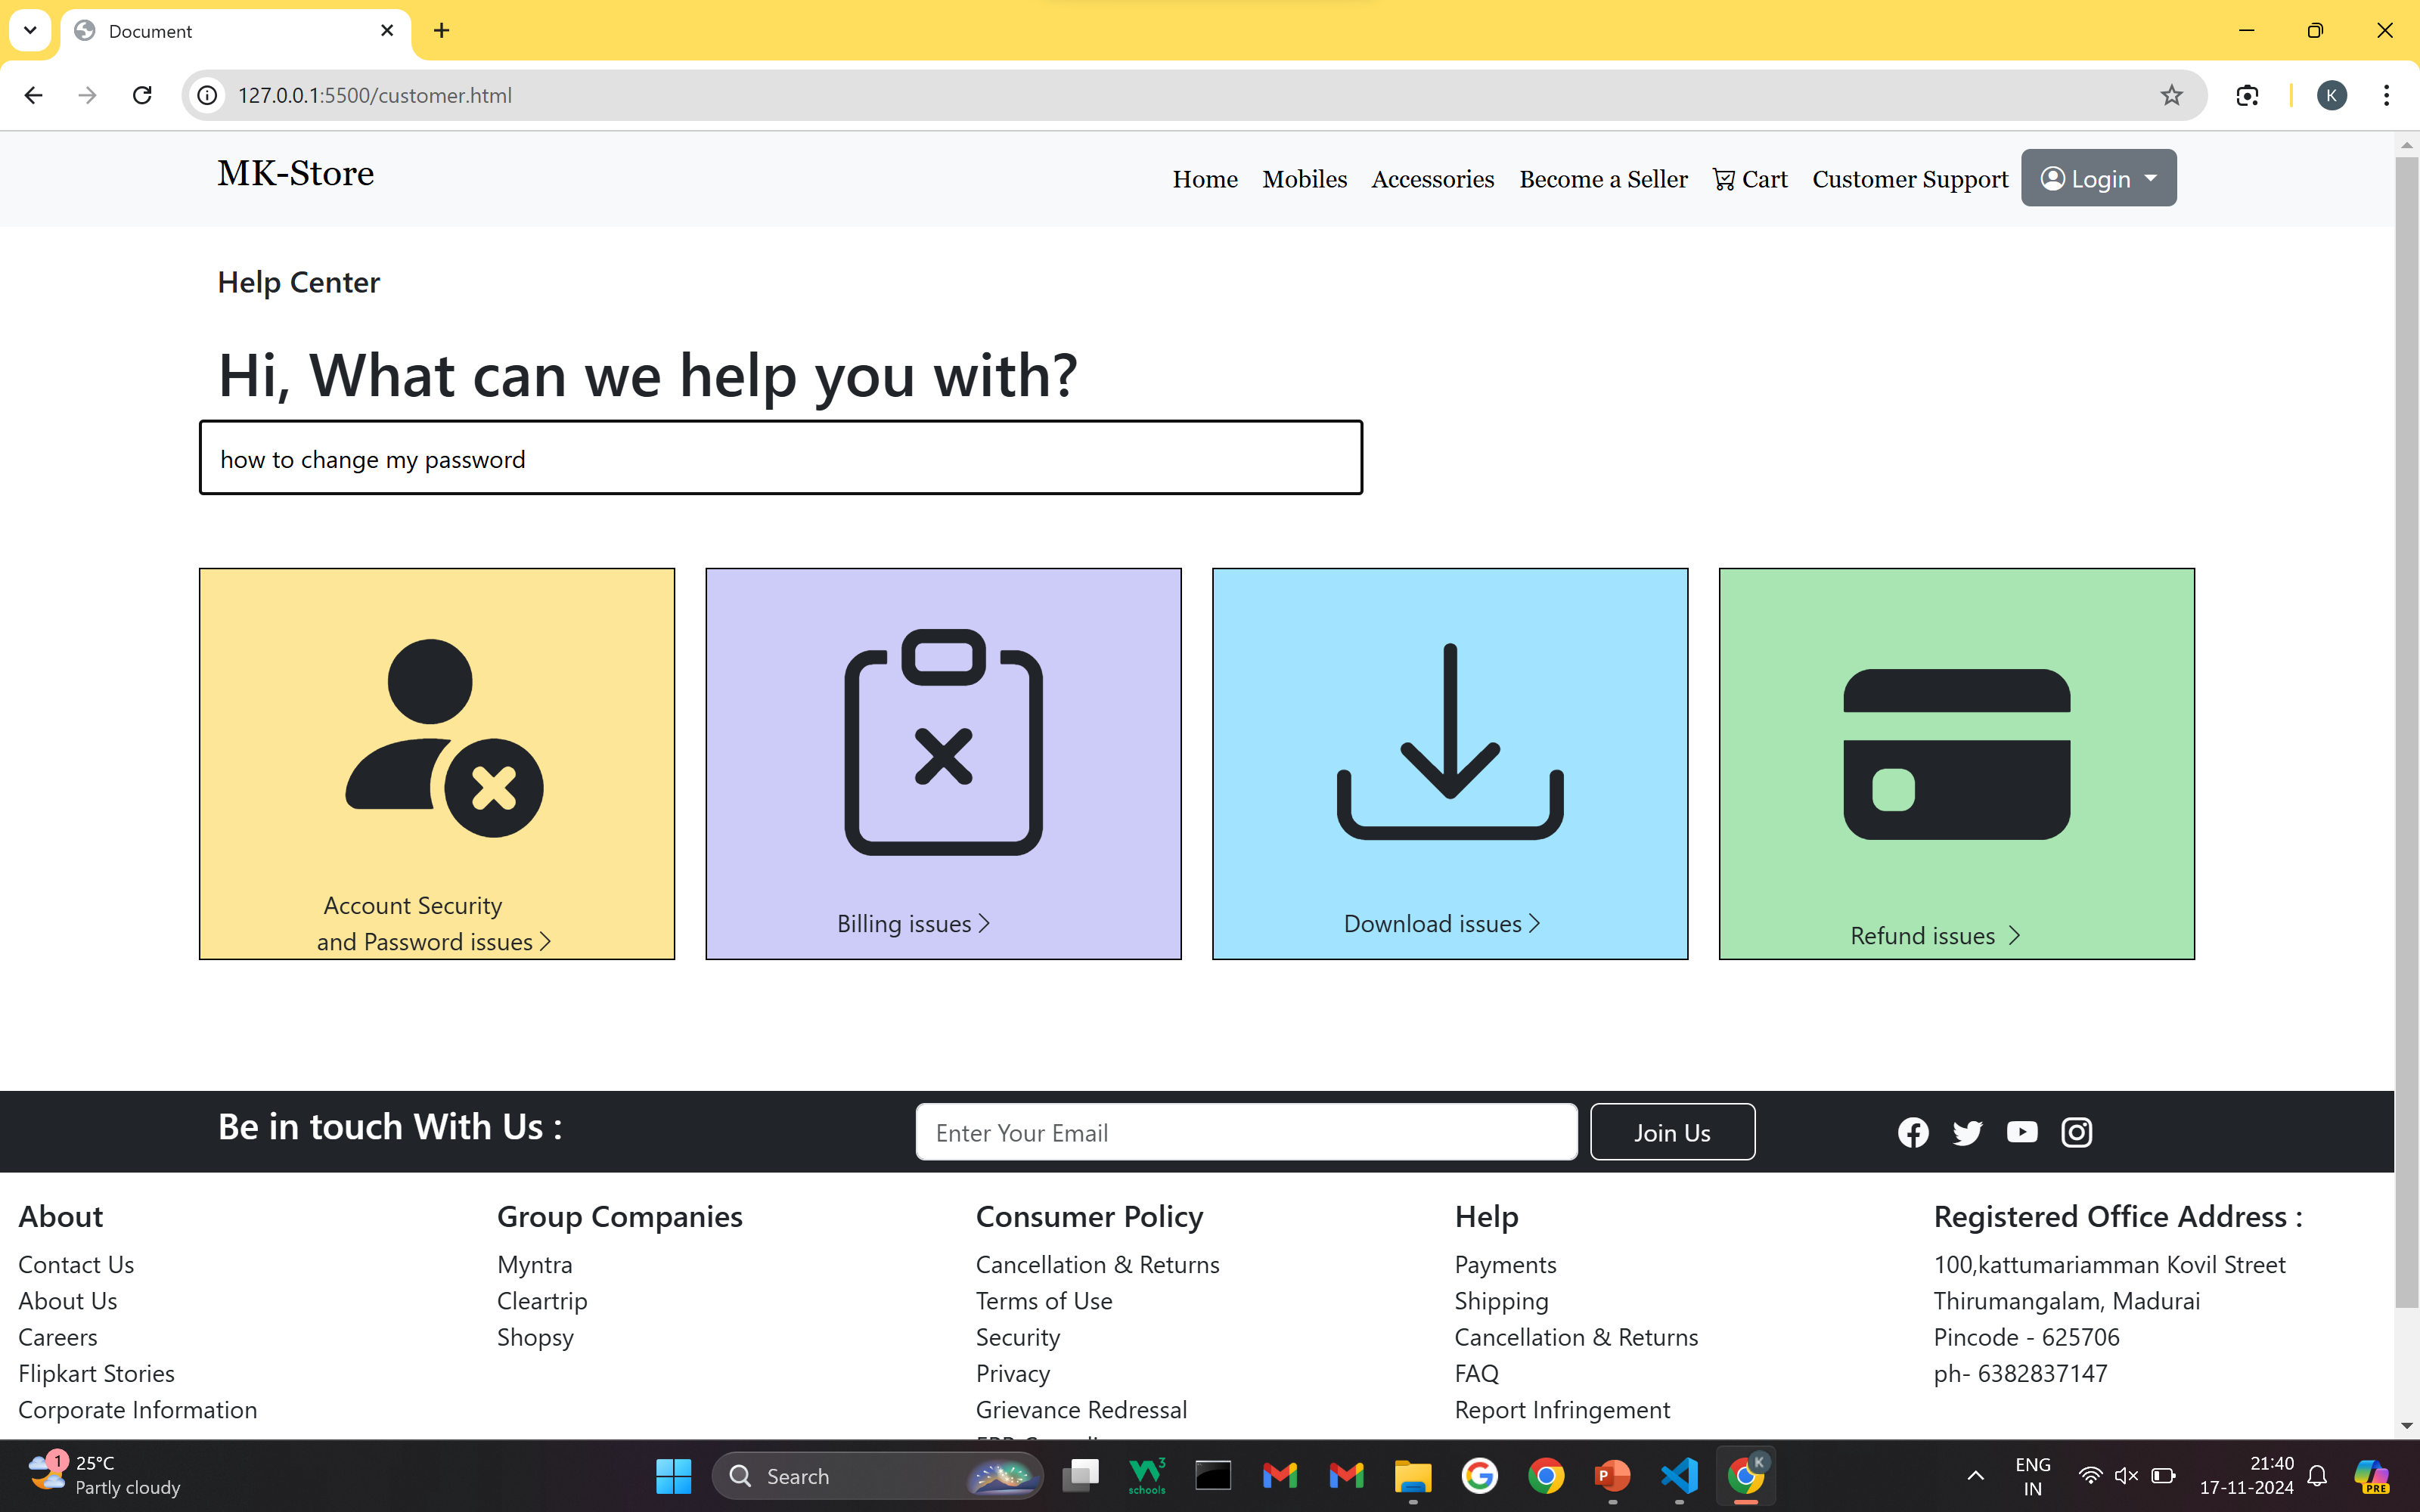 Document
127.0.0.1:5500/customer.html
K
MK-Store
Home Mobiles Accessories Become a Seller Cart Customer Support Login
Help Center
Hi, What can we help you with?
how to change my password
Account Security
and Password issues
Billing issues
Download issues
Refund issues
Be in touch With Us :
Enter Your Email
Join Us
About
Contact Us
About Us
Careers
Flipkart Stories
Corporate Information
Group Companies
Myntra
Cleartrip
Shopsy
Consumer Policy
Cancellation & Returns
Terms of Use
Security
Privacy
Grievance Redressal
Help
Payments
Shipping
Cancellation & Returns
FAQ
Report Infringement
Registered Office Address :
100,kattumariamman Kovil Street
Thirumangalam, Madurai
Pincode - 625706
ph- 6382837147
1
25°C
Partly cloudy
Search
W3
schools
P
K
ENG
IN
21:40
17-11-2024
PRE